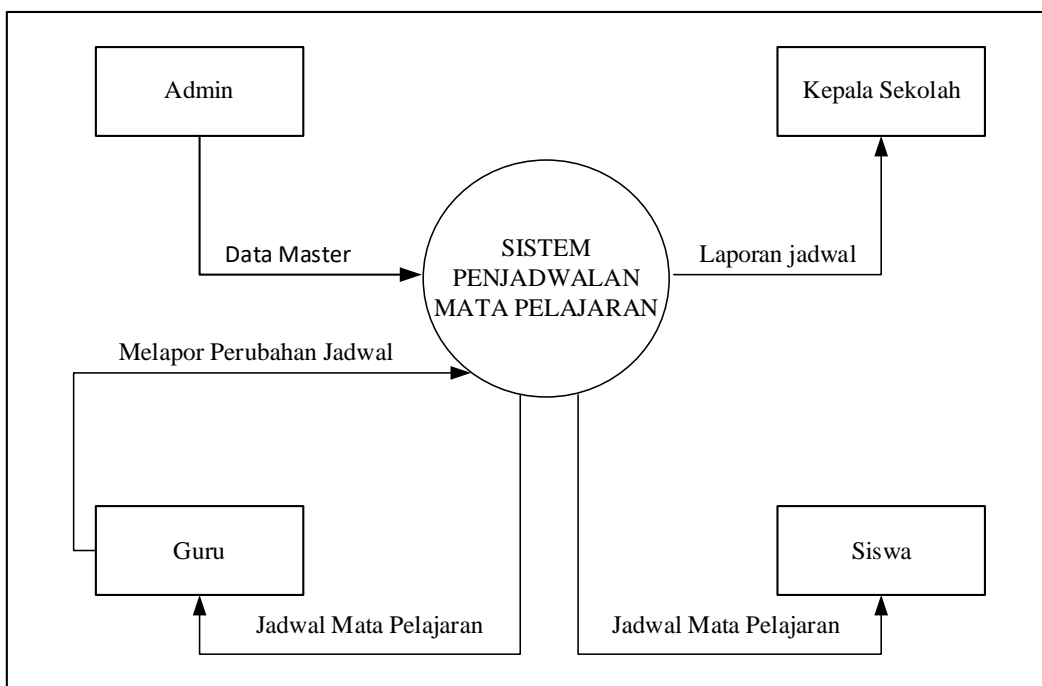 Admin
Kepala Sekolah
SISTEM
PENJADWALAN
MATA PELAJARAN
Data Master
Laporan jadwal
Melapor Perubahan Jadwal
Guru
Siswa
Jadwal Mata Pelajaran
Jadwal Mata Pelajaran